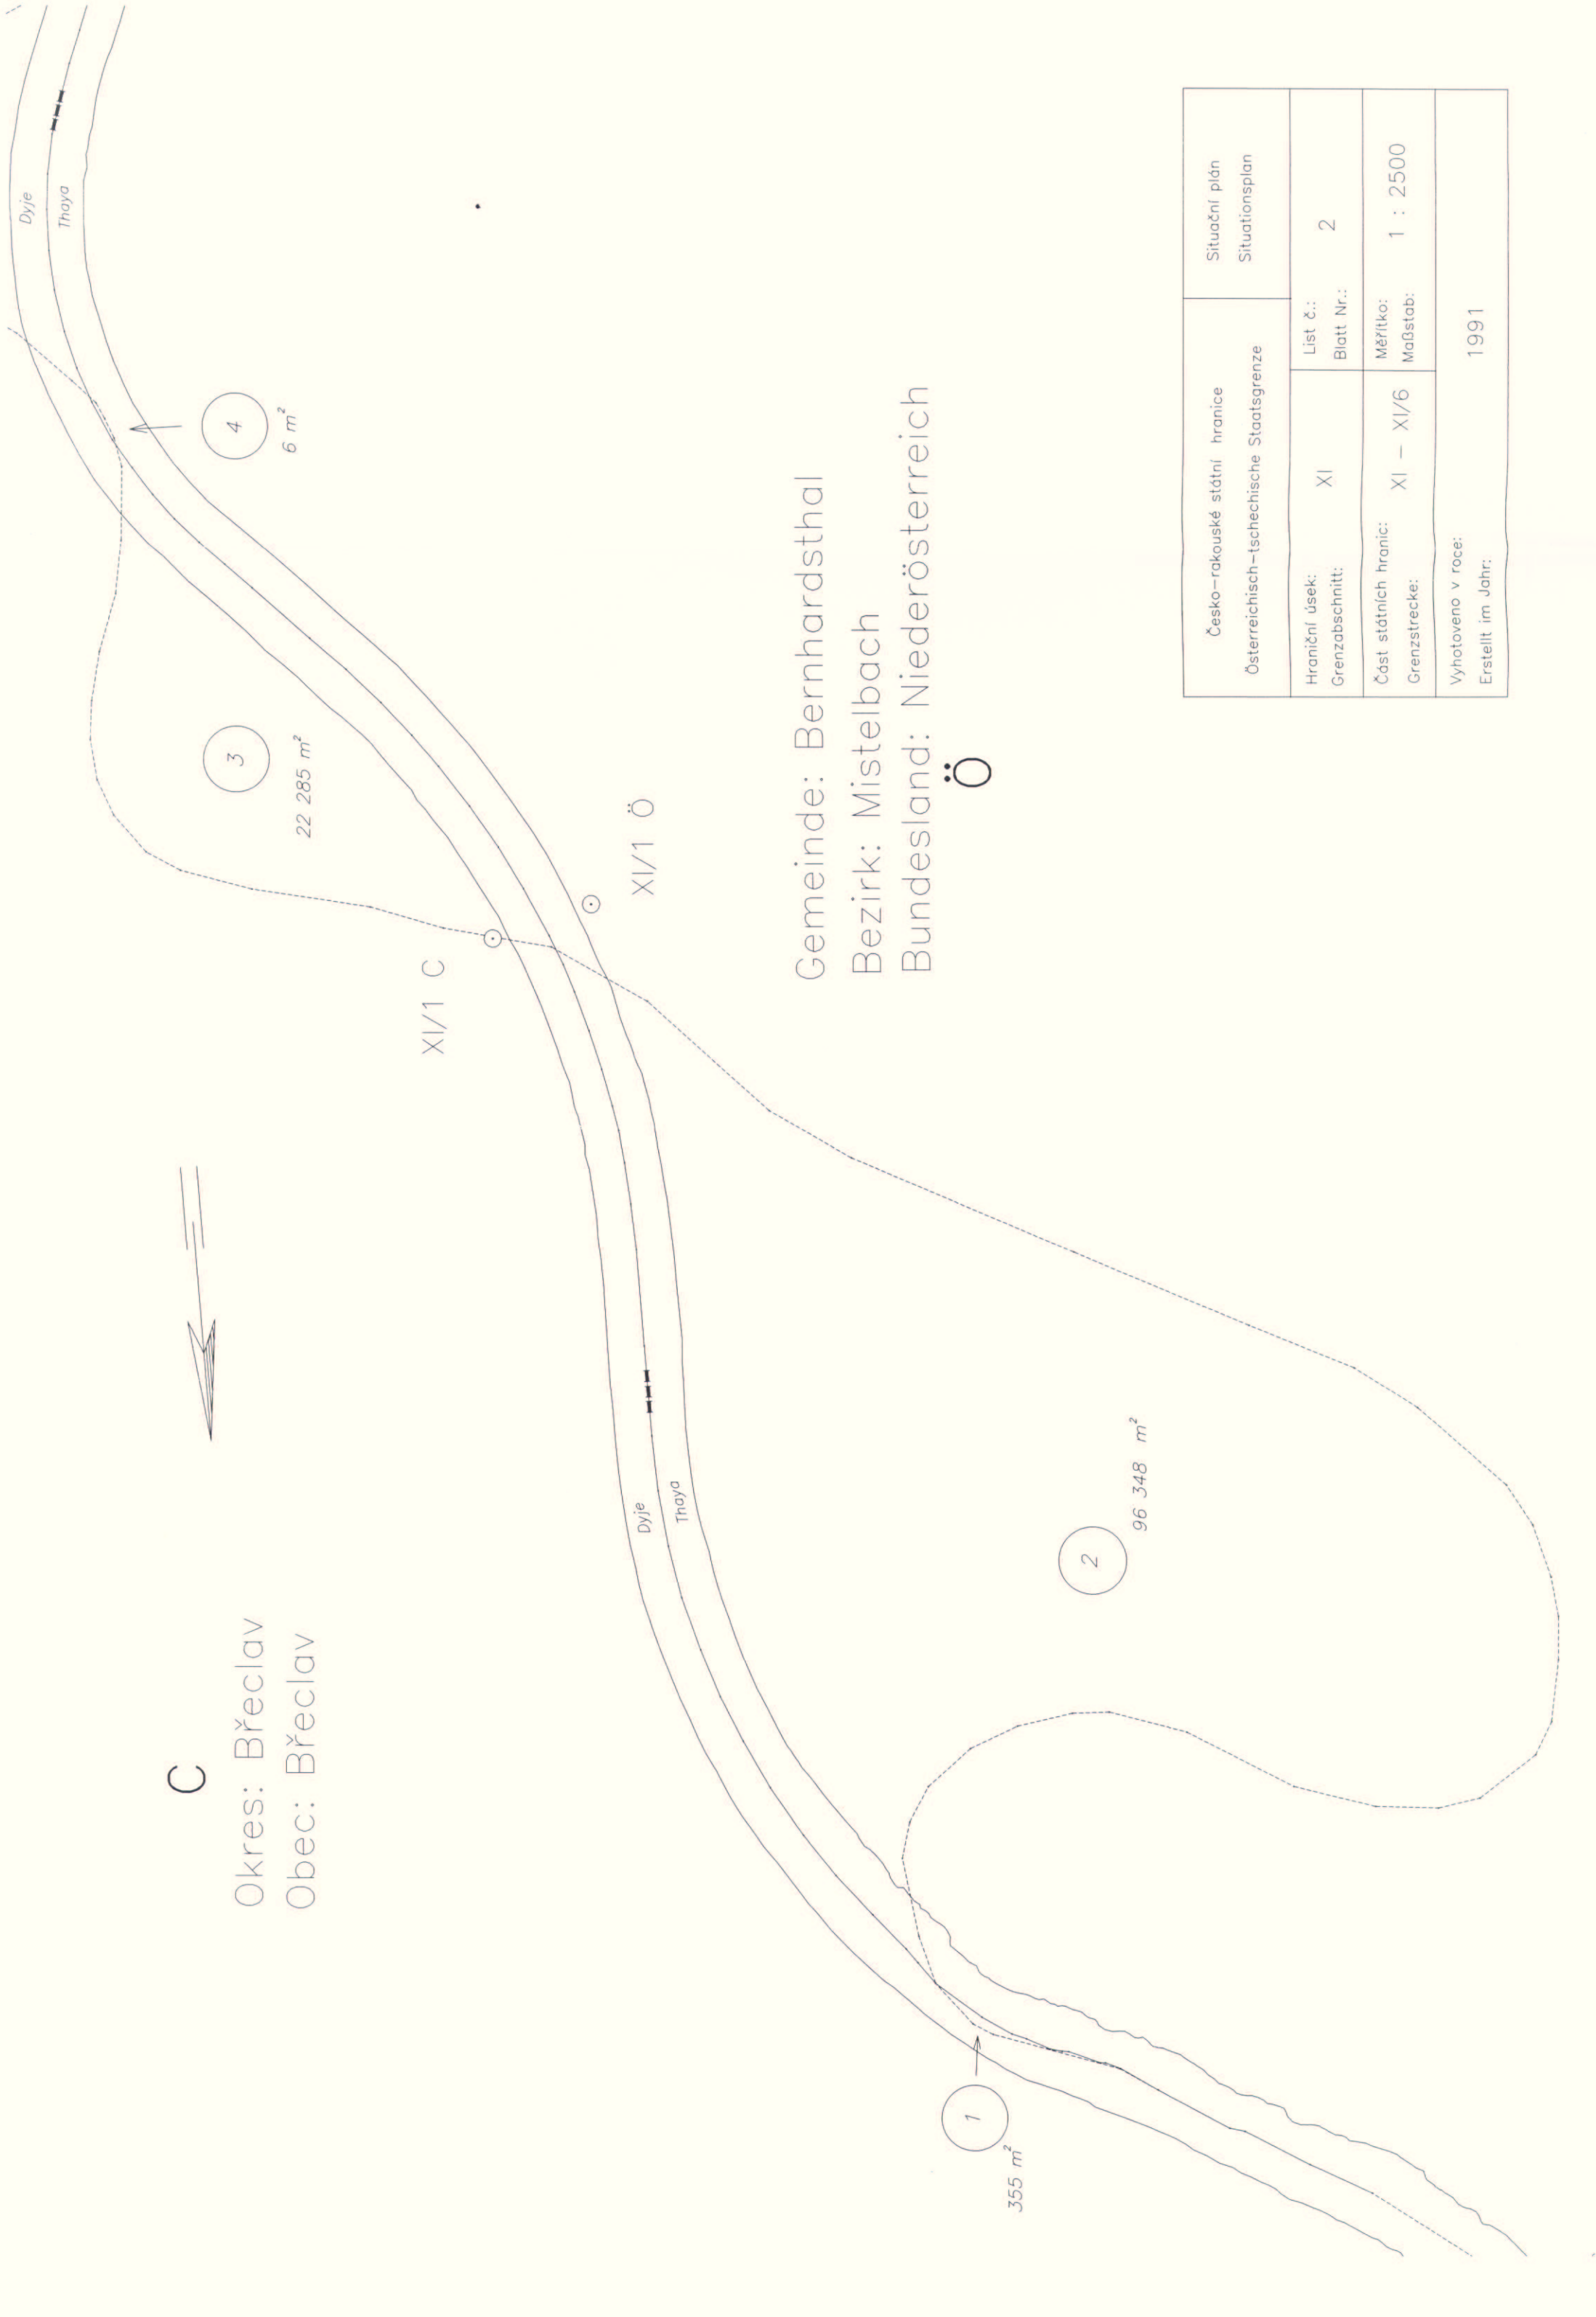 C
Okres: Břeclav
Obec: Břeclav
1
355 m²
Dyje
Thaya
2
96 348 m²
XI/1 C
XI/1 Ö
3
22 285 m²
4
6 m²
Dyje
Thaya
Gemeinde: Bernhardsthal
Bezirk: Mistelbach
Bundesland: Niederösterreich
Ö
Česko-rakouské státní hranice
Österreichisch-tschechische Staatsgrenze
Situační plán
Situationsplan
Hraniční úsek:
Grenzabschnitt: XI
List č.:
Blatt Nr.: 2
Část státních hranic:
Grenzstrecke: XI – XI/6
Měřítko:
Maßstab: 1 : 2500
Vyhotoveno v roce:
Erstellt im Jahr: 1991